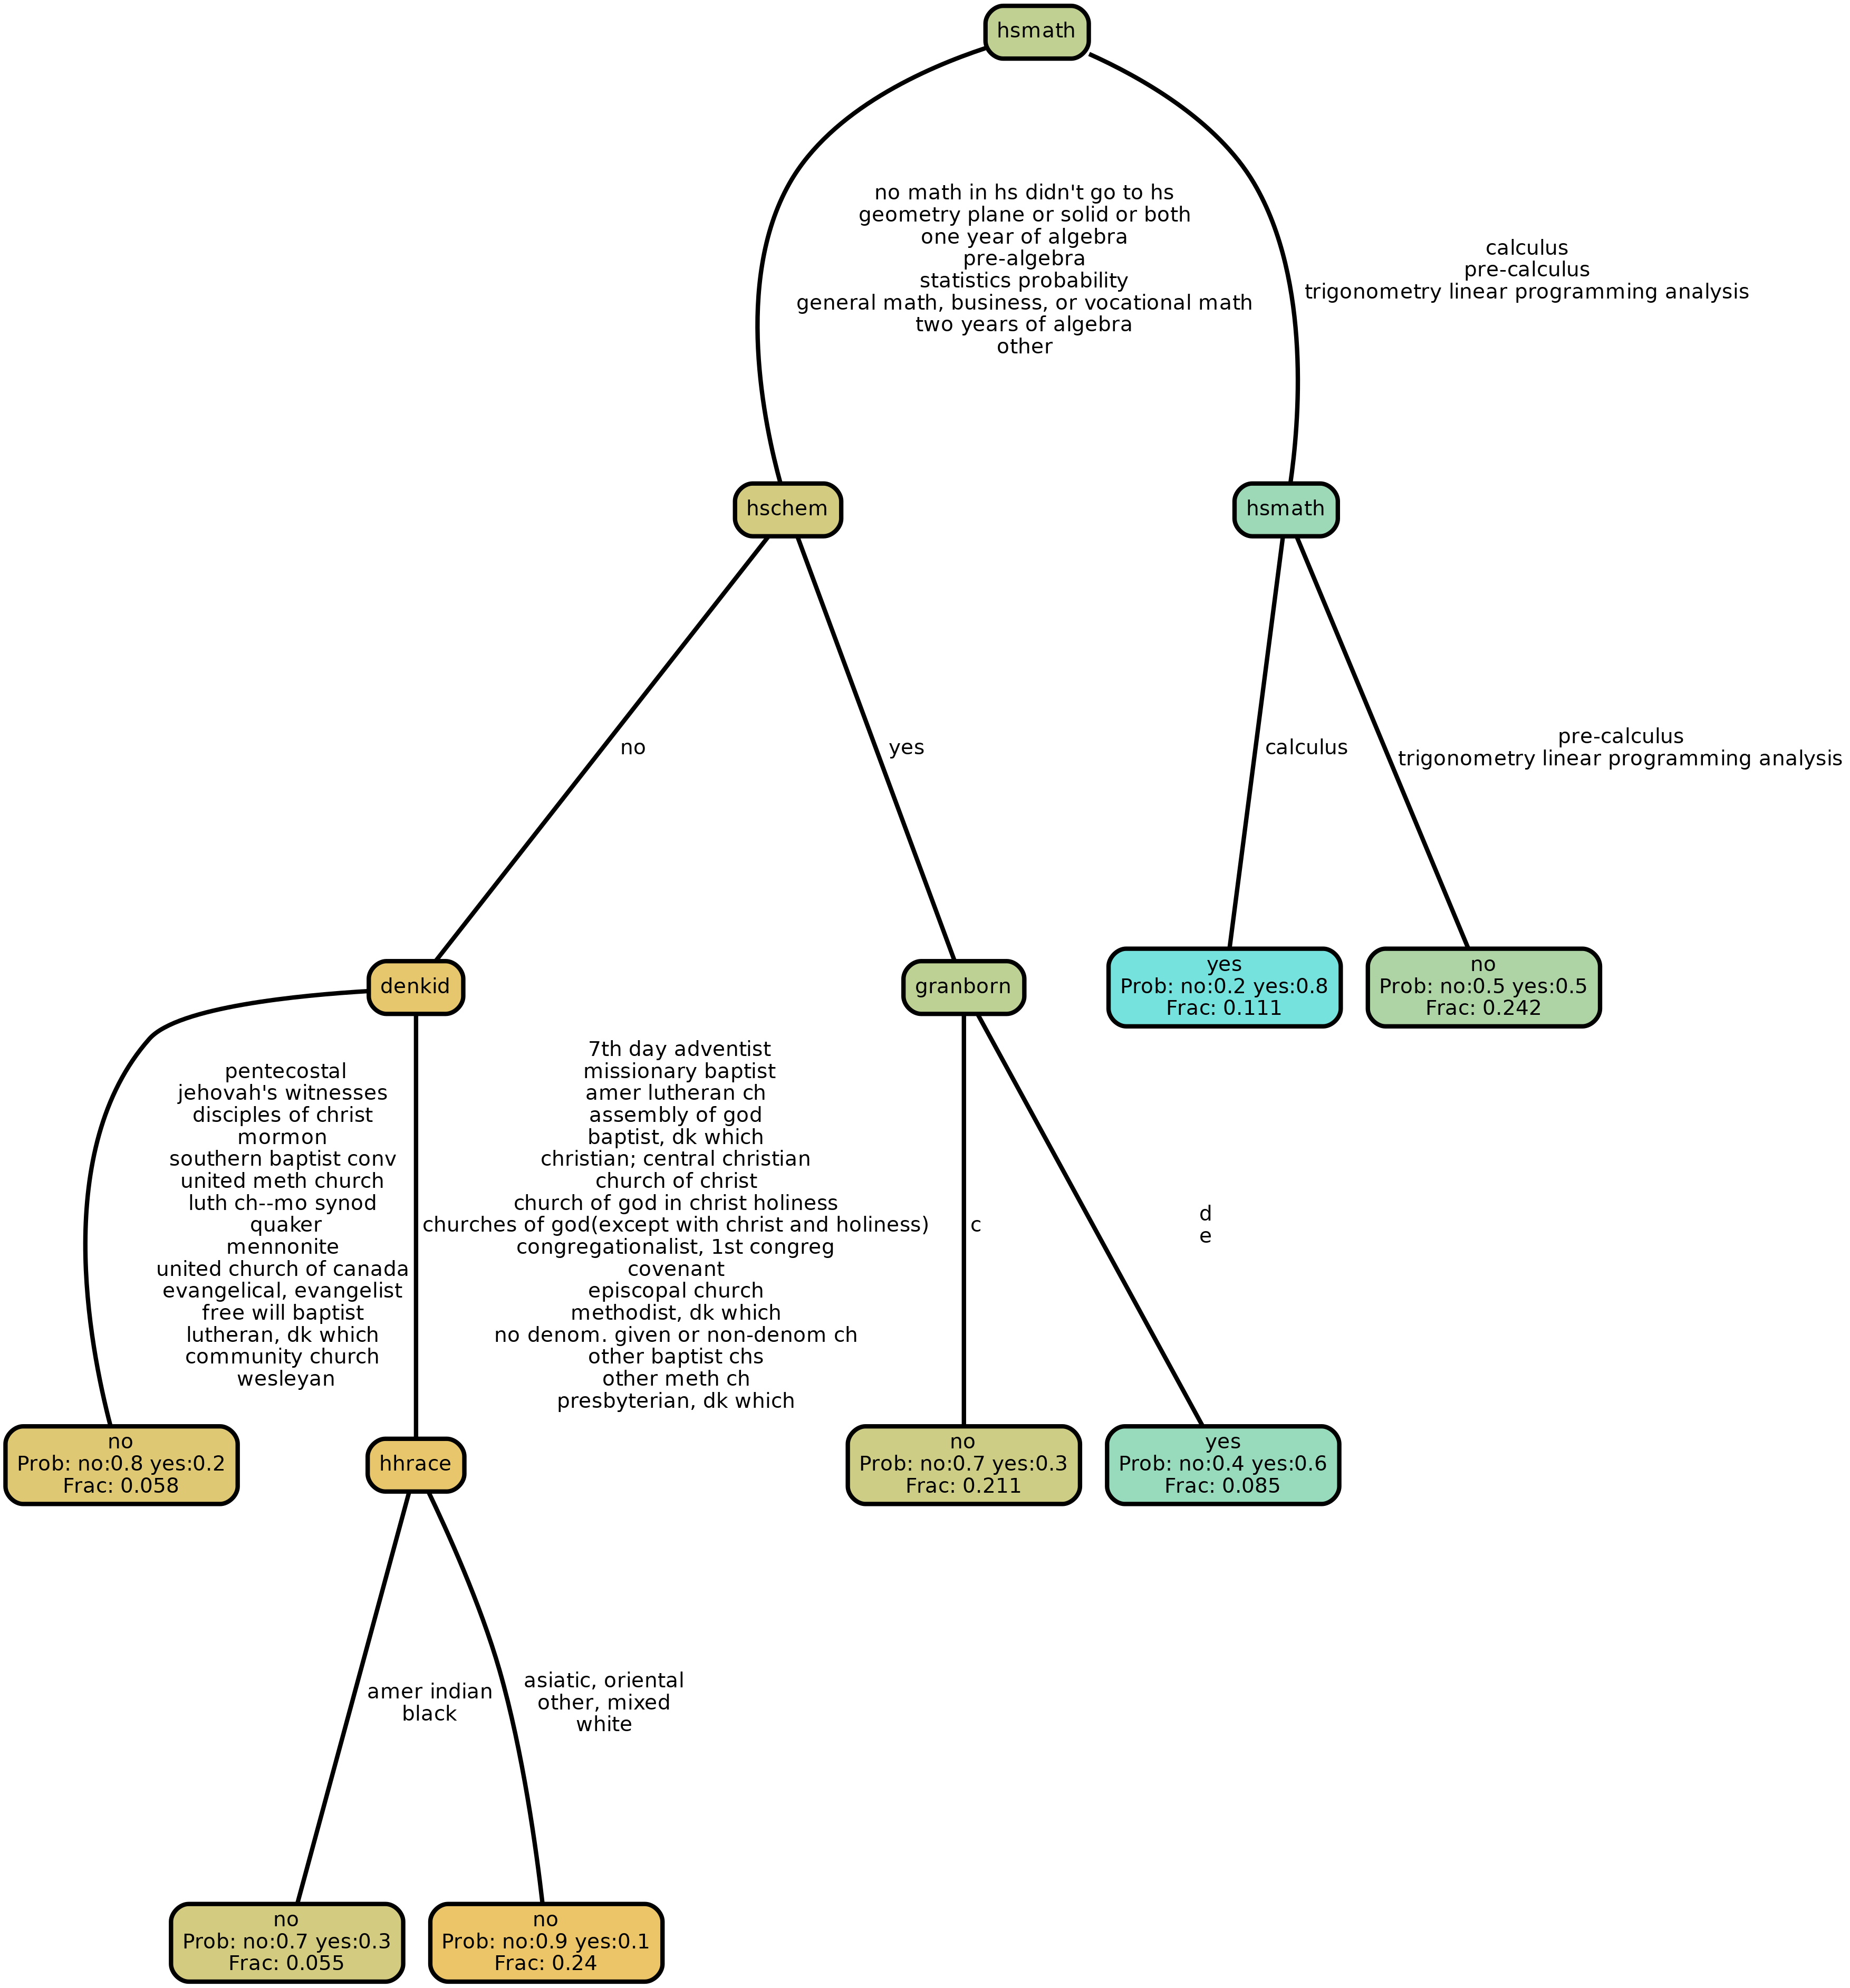 hsmath
no math in hs didn't go to hs
geometry plane or solid or both
one year of algebra
pre-algebra
statistics probability
general math, business, or vocational math
two years of algebra
other
calculus
pre-calculus
trigonometry linear programming analysis
hschem
hsmath
no
yes
calculus
pre-calculus
trigonometry linear programming analysis
denkid
granborn
yes
Prob: no:0.2 yes:0.8
Frac: 0.111
no
Prob: no:0.5 yes:0.5
Frac: 0.242
pentecostal
jehovah's witnesses
disciples of christ
mormon
southern baptist conv
united meth church
luth ch--mo synod
quaker
mennonite
united church of canada
evangelical, evangelist
free will baptist
lutheran, dk which
community church
wesleyan
7th day adventist
missionary baptist
amer lutheran ch
assembly of god
baptist, dk which
christian; central christian
church of christ
church of god in christ holiness
churches of god(except with christ and holiness)
congregationalist, 1st congreg
covenant
episcopal church
methodist, dk which
no denom. given or non-denom ch
other baptist chs
other meth ch
presbyterian, dk which
c
d
e
no
Prob: no:0.8 yes:0.2
Frac: 0.058
hhrace
no
Prob: no:0.7 yes:0.3
Frac: 0.211
yes
Prob: no:0.4 yes:0.6
Frac: 0.085
amer indian
black
asiatic, oriental
other, mixed
white
no
Prob: no:0.7 yes:0.3
Frac: 0.055
no
Prob: no:0.9 yes:0.1
Frac: 0.24